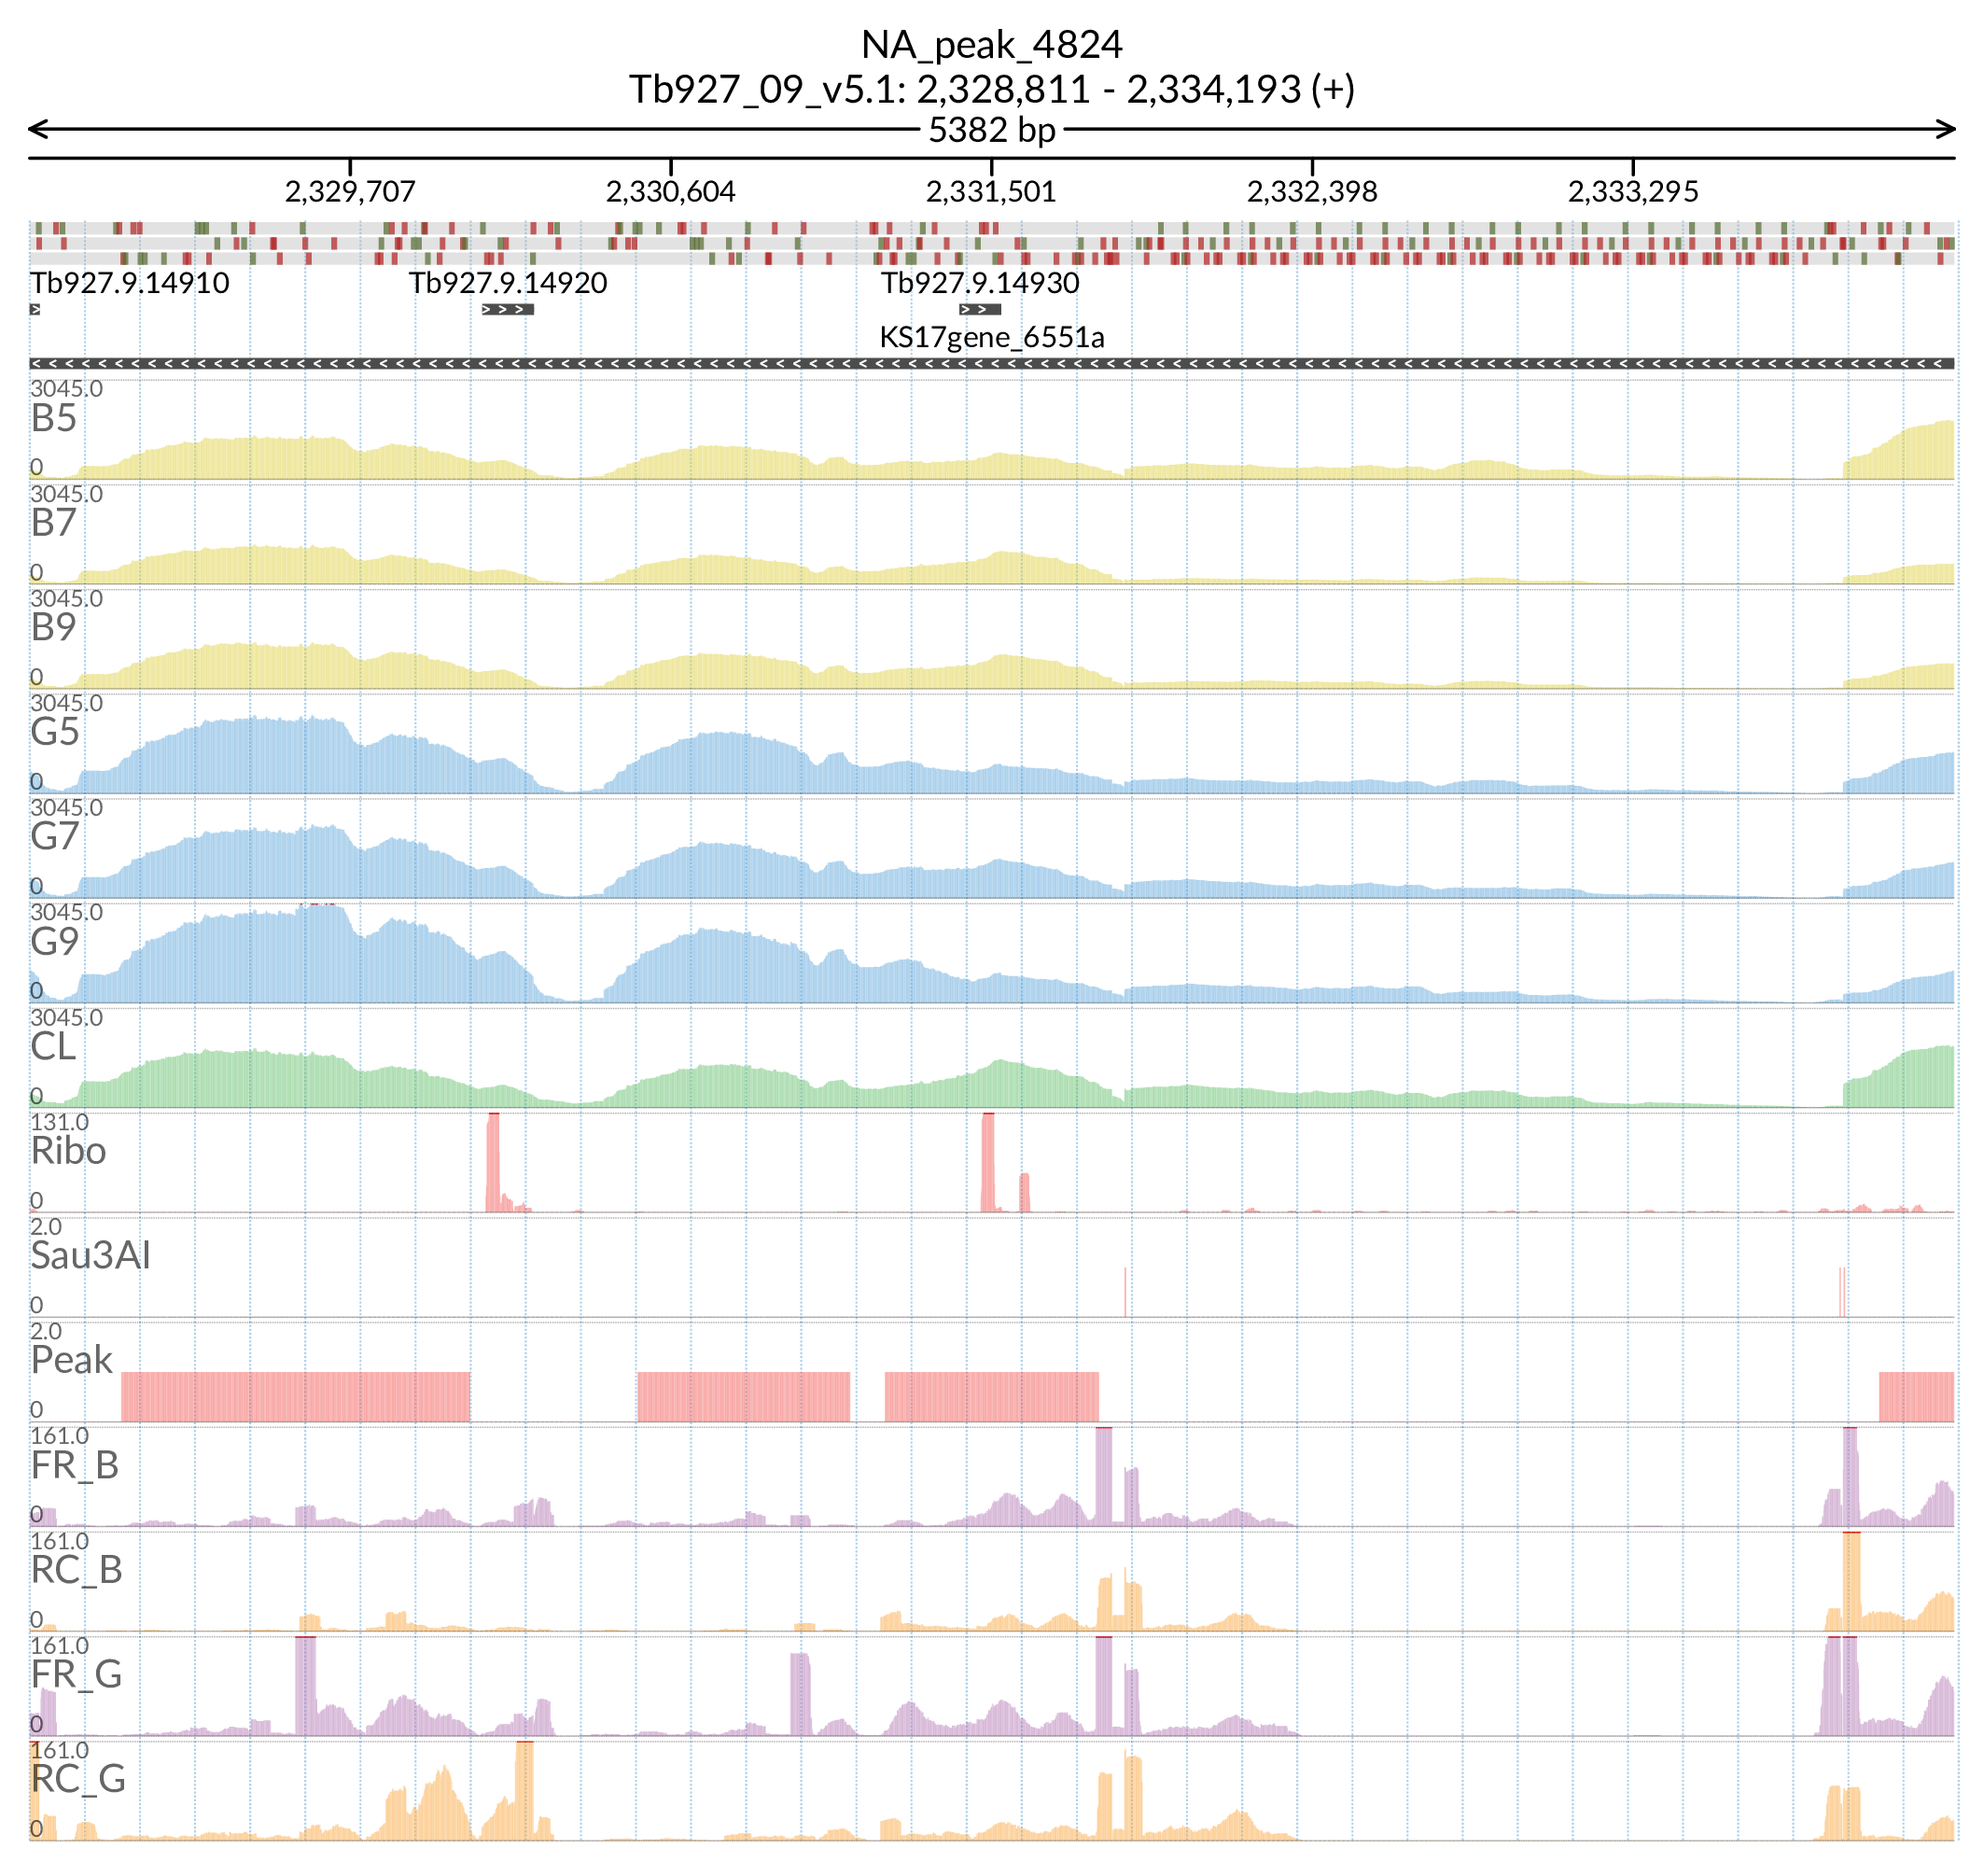 NA_peak_4824
Tb927_09_v5.1: 2,328,811 - 2,334,193 (+)
5382 bp
2,329,707 2,330,604 2,331,501 2,332,398 2,333,295
Tb927.9.14910 Tb927.9.14920 Tb927.9.14930
KS17gene_6551a
3045.0
B5
0
3045.0
B7
0
3045.0
B9
0
3045.0
G5
0
3045.0
G7
0
3045.0
G9
0
3045.0
CL
0
131.0
Ribo
0
2.0
Sau3AI
0
2.0
Peak
0
161.0
FR_B
0
161.0
RC_B
0
161.0
FR_G
0
161.0
RC_G
0